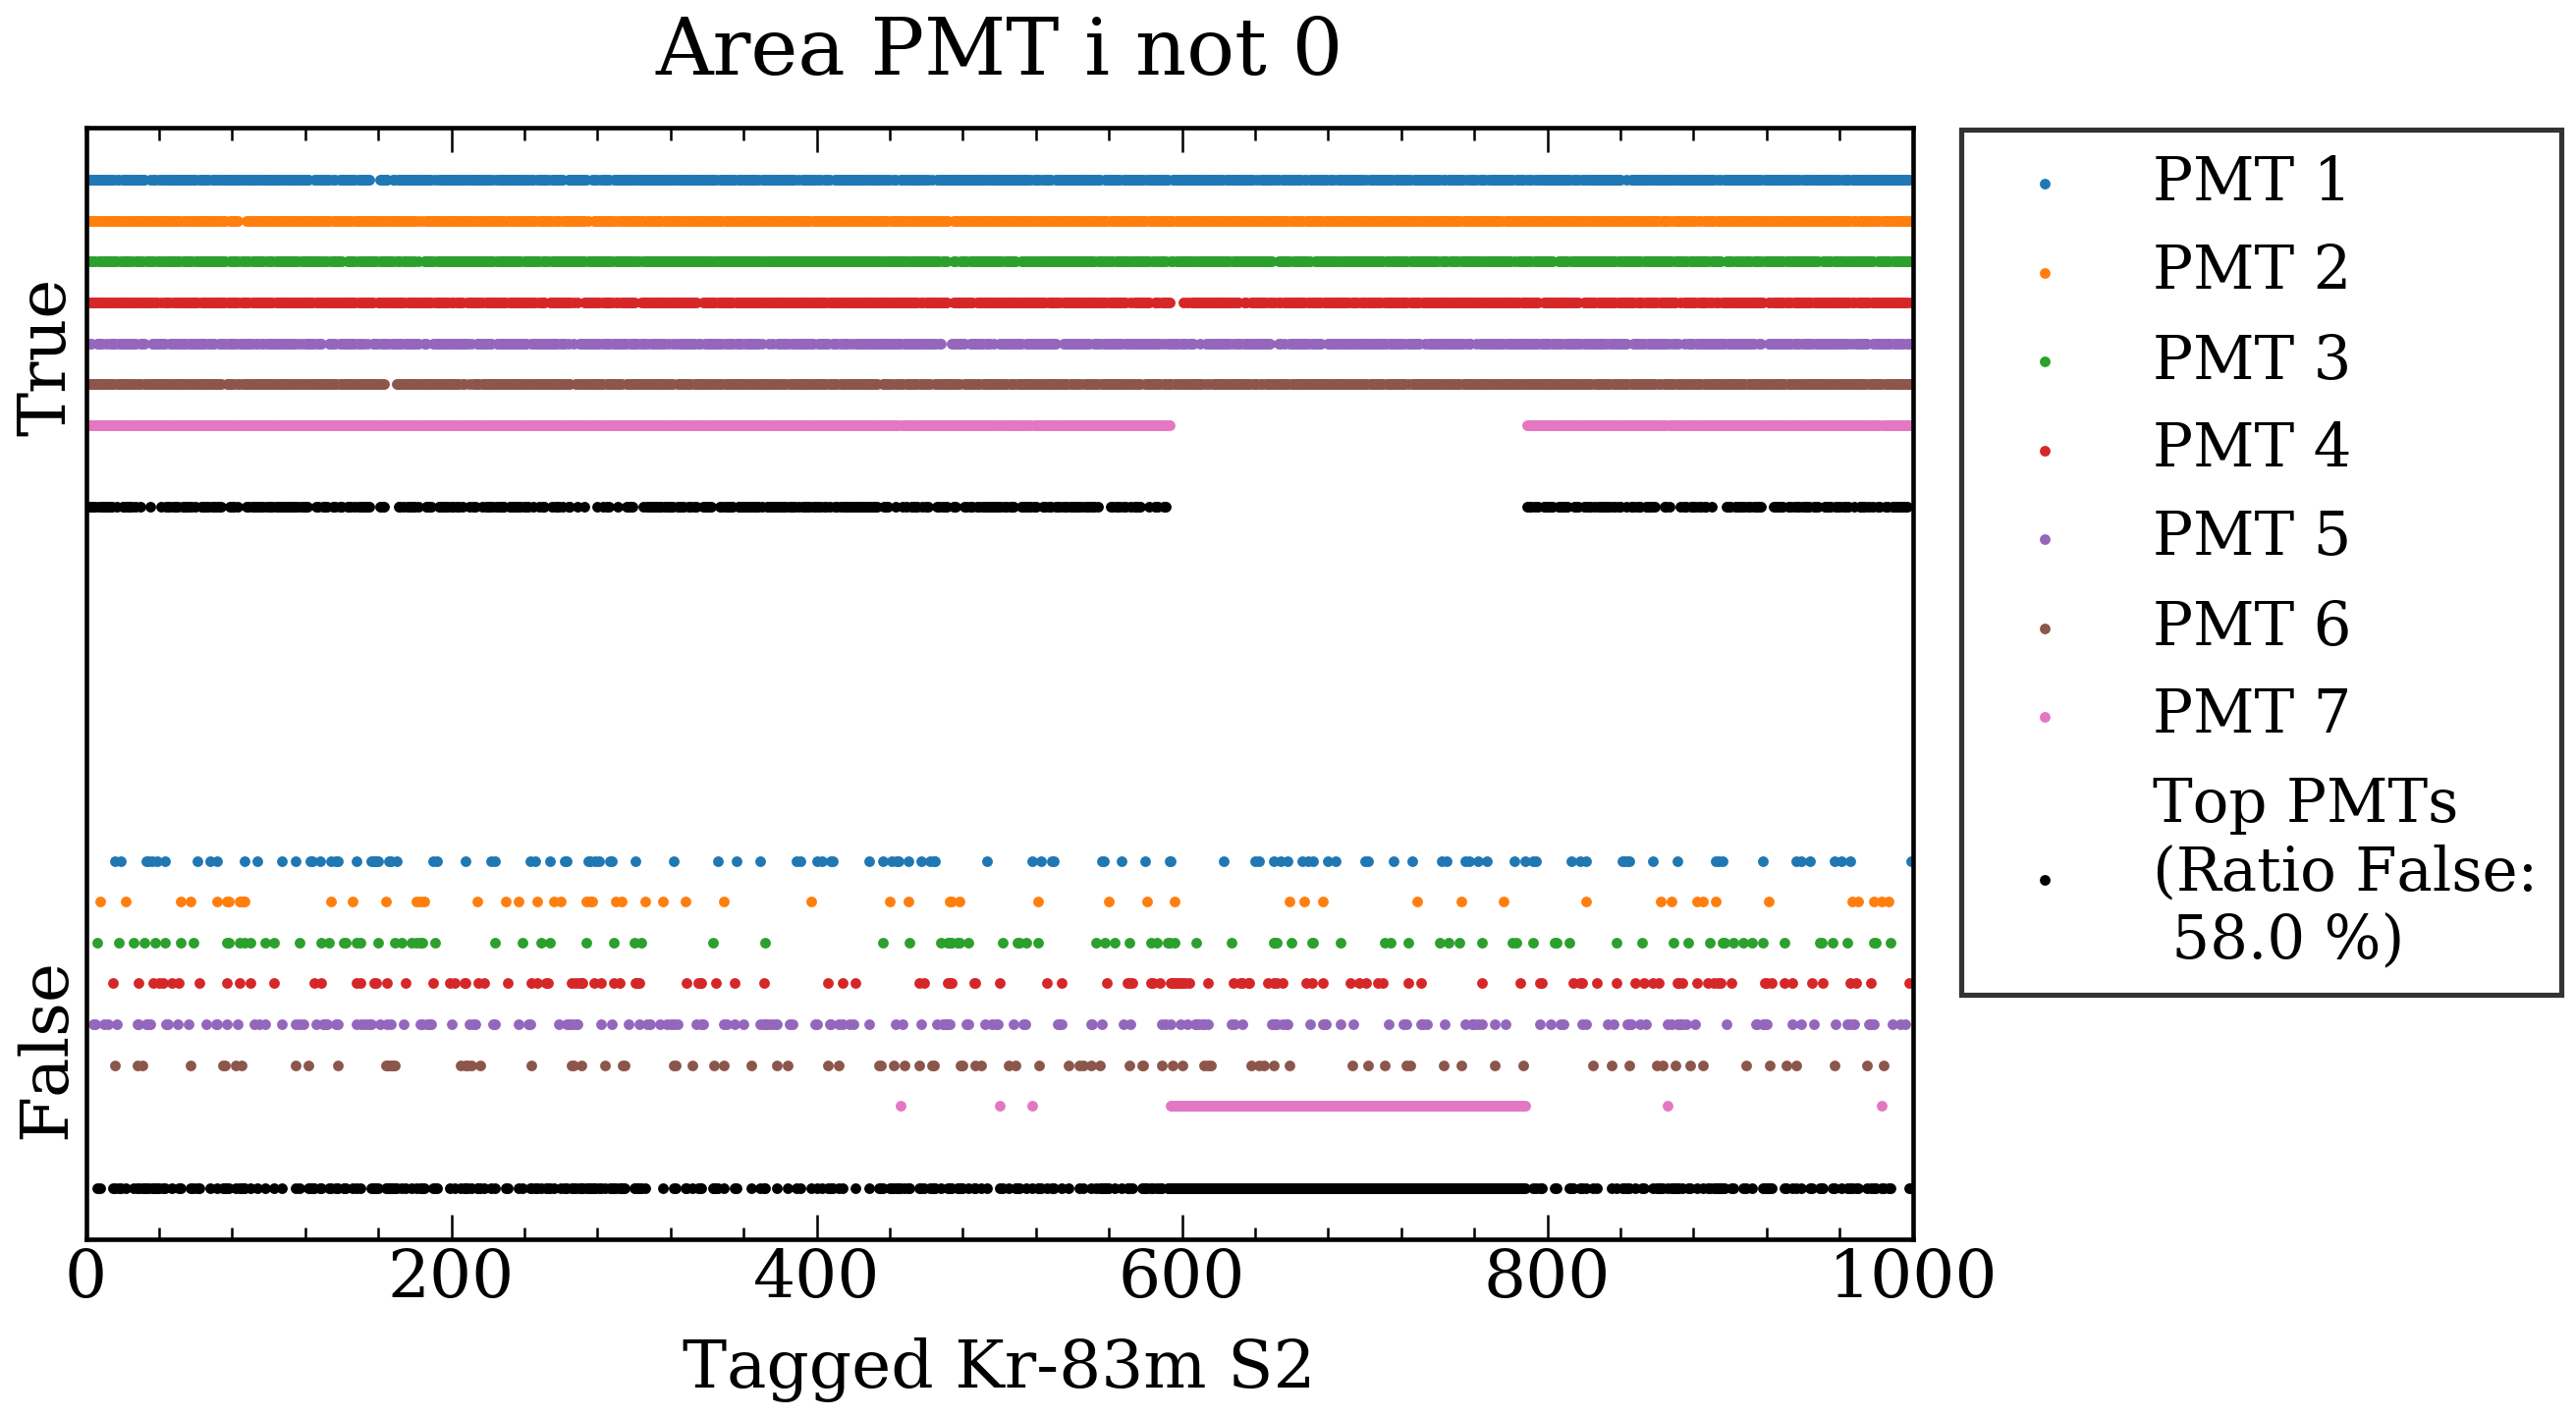 Area PMT i not 0
True
False
0 200 400 600 800 1000
Tagged Kr-83m S2
PMT 1
PMT 2
PMT 3
PMT 4
PMT 5
PMT 6
PMT 7
Top PMTs
(Ratio False:
58.0 %)